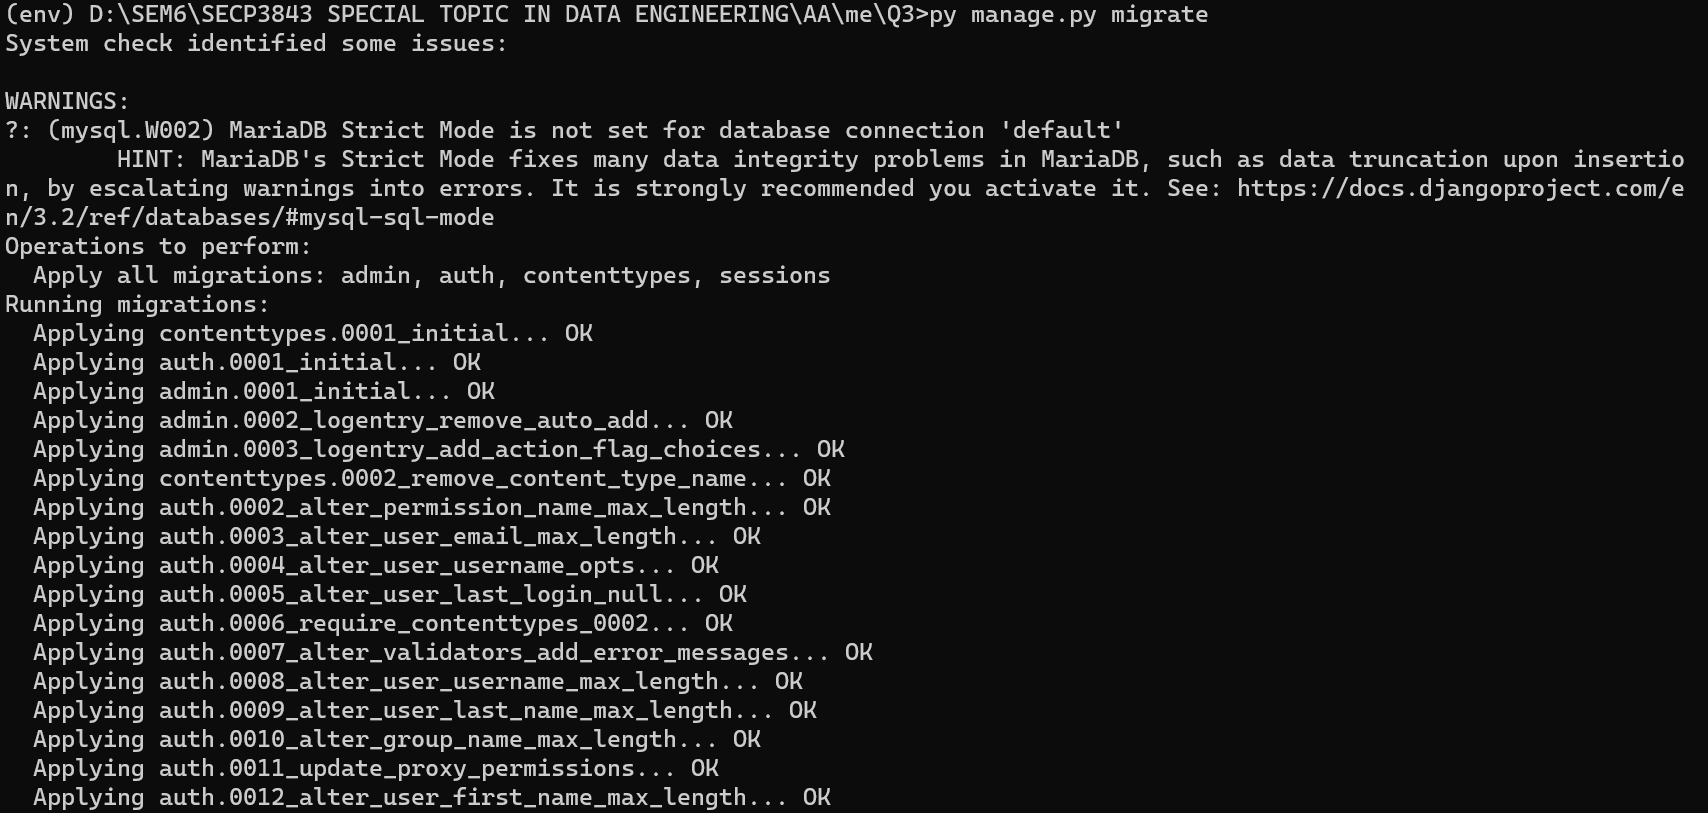 (env) D:\SEM6\SECP3843 SPECIAL TOPIC IN DATA ENGINEERING\AA\me\Q3>py manage.py migrate
System check identified some issues:

WARNINGS:
?: (mysql.W002) MariaDB Strict Mode is not set for database connection 'default'
        HINT: MariaDB's Strict Mode fixes many data integrity problems in MariaDB, such as data truncation upon insertio
n, by escalating warnings into errors. It is strongly recommended you activate it. See: https://docs.djangoproject.com/e
n/3.2/ref/databases/#mysql-sql-mode
Operations to perform:
  Apply all migrations: admin, auth, contenttypes, sessions
Running migrations:
  Applying contenttypes.0001_initial... OK
  Applying auth.0001_initial... OK
  Applying admin.0001_initial... OK
  Applying admin.0002_logentry_remove_auto_add... OK
  Applying admin.0003_logentry_add_action_flag_choices... OK
  Applying contenttypes.0002_remove_content_type_name... OK
  Applying auth.0002_alter_permission_name_max_length... OK
  Applying auth.0003_alter_user_email_max_length... OK
  Applying auth.0004_alter_user_username_opts... OK
  Applying auth.0005_alter_user_last_login_null... OK
  Applying auth.0006_require_contenttypes_0002... OK
  Applying auth.0007_alter_validators_add_error_messages... OK
  Applying auth.0008_alter_user_username_max_length... OK
  Applying auth.0009_alter_user_last_name_max_length... OK
  Applying auth.0010_alter_group_name_max_length... OK
  Applying auth.0011_update_proxy_permissions... OK
  Applying auth.0012_alter_user_first_name_max_length... OK